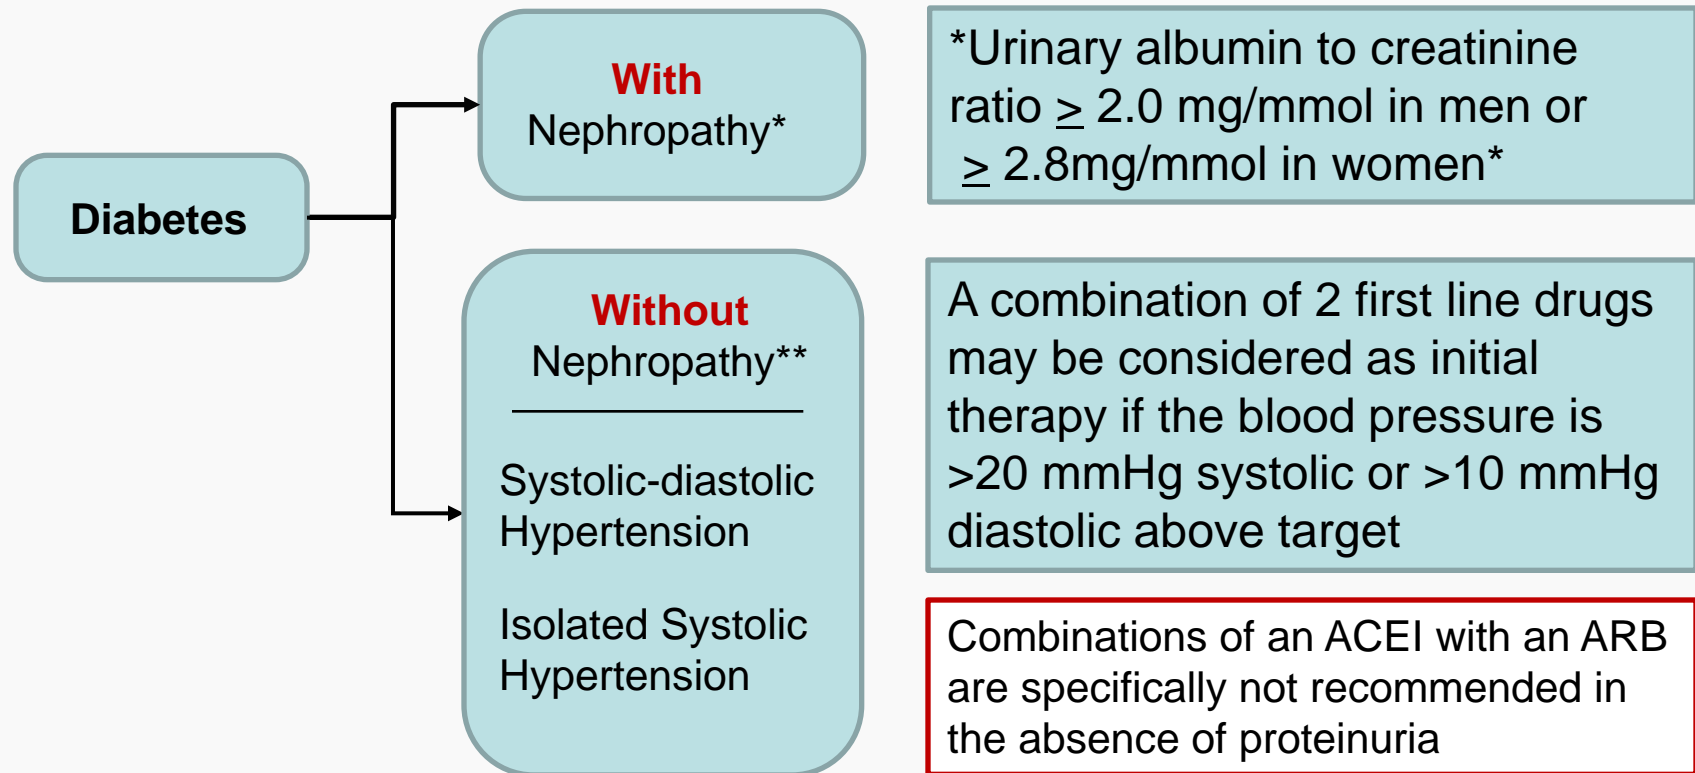 Diabetes
With
Nephropathy*
Without
Nephropathy**
Systolic-diastolic
Hypertension
Isolated Systolic
Hypertension
*Urinary albumin to creatinine
ratio ≥ 2.0 mg/mmol in men or
≥ 2.8mg/mmol in women*
A combination of 2 first line drugs
may be considered as initial
therapy if the blood pressure is
>20 mmHg systolic or >10 mmHg
diastolic above target
Combinations of an ACEI with an ARB
are specifically not recommended in
the absence of proteinuria